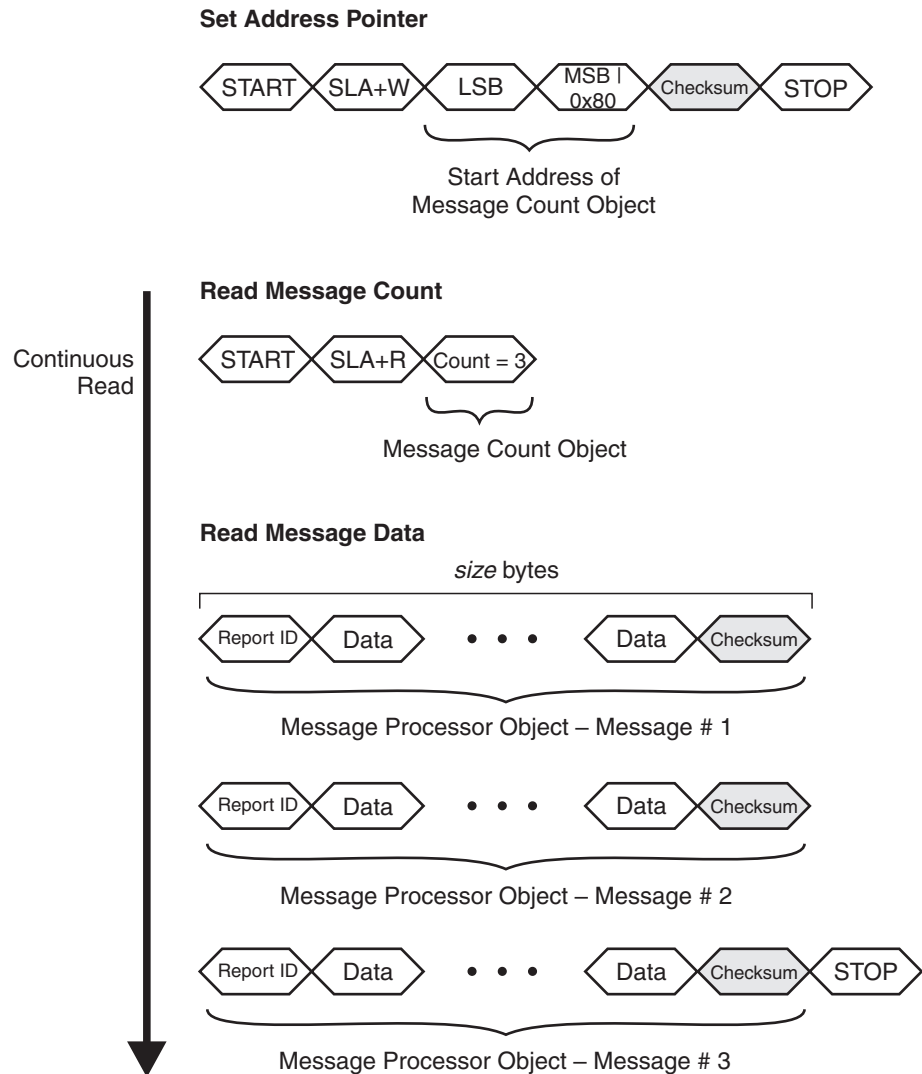 Set Address Pointer
START SLA+W LSB MSB | 0x80 Checksum STOP
Start Address of
Message Count Object
Read Message Count
Continuous
Read
START SLA+R Count = 3
Message Count Object
Read Message Data
size bytes
Report ID Data • • • Data Checksum
Message Processor Object – Message # 1
Report ID Data • • • Data Checksum
Message Processor Object – Message # 2
Report ID Data • • • Data Checksum STOP
Message Processor Object – Message # 3